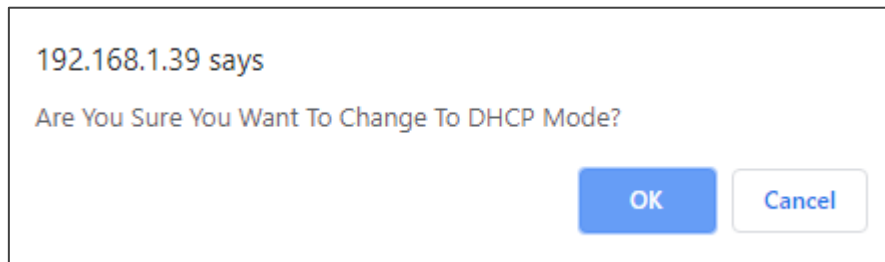 192.168.1.39 says
Are You Sure You Want To Change To DHCP Mode?
OK
Cancel